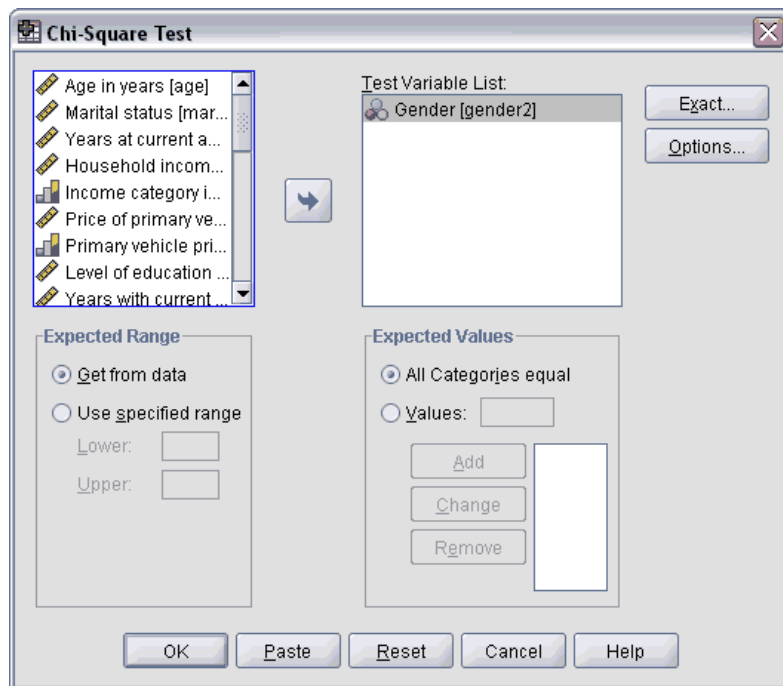 Chi-Square Test
Age in years [age]
Marital status [mar...
Years at current a...
Household incom...
Income category i...
Price of primary ve...
Primary vehicle pri...
Level of education ...
Years with current ...
Test Variable List:
Gender [gender2]
Exact...
Options...
Expected Range
Get from data
Use specified range
Lower:
Upper:
Expected Values
All Categories equal
Values:
Add
Change
Remove
OK
Paste
Reset
Cancel
Help